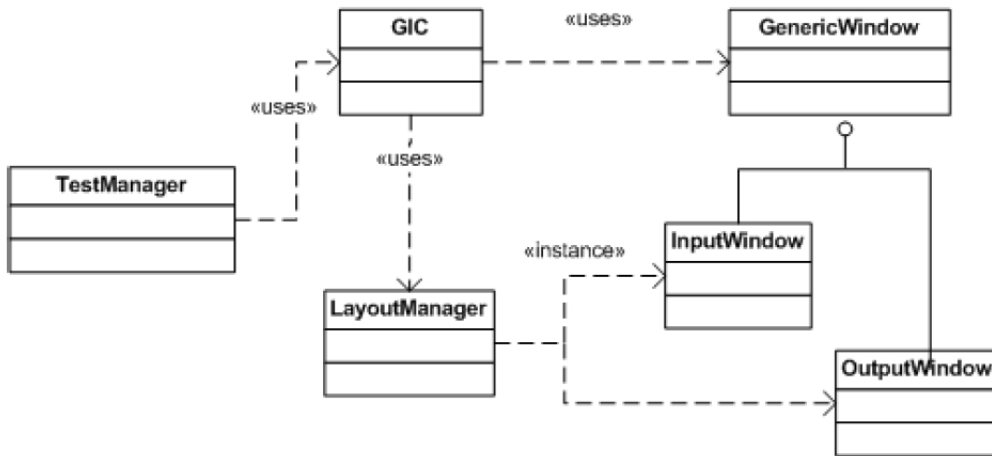 GIC
«uses»
GenericWindow
«uses»
«uses»
TestManager
InputWindow
«instance»
LayoutManager
OutputWindow